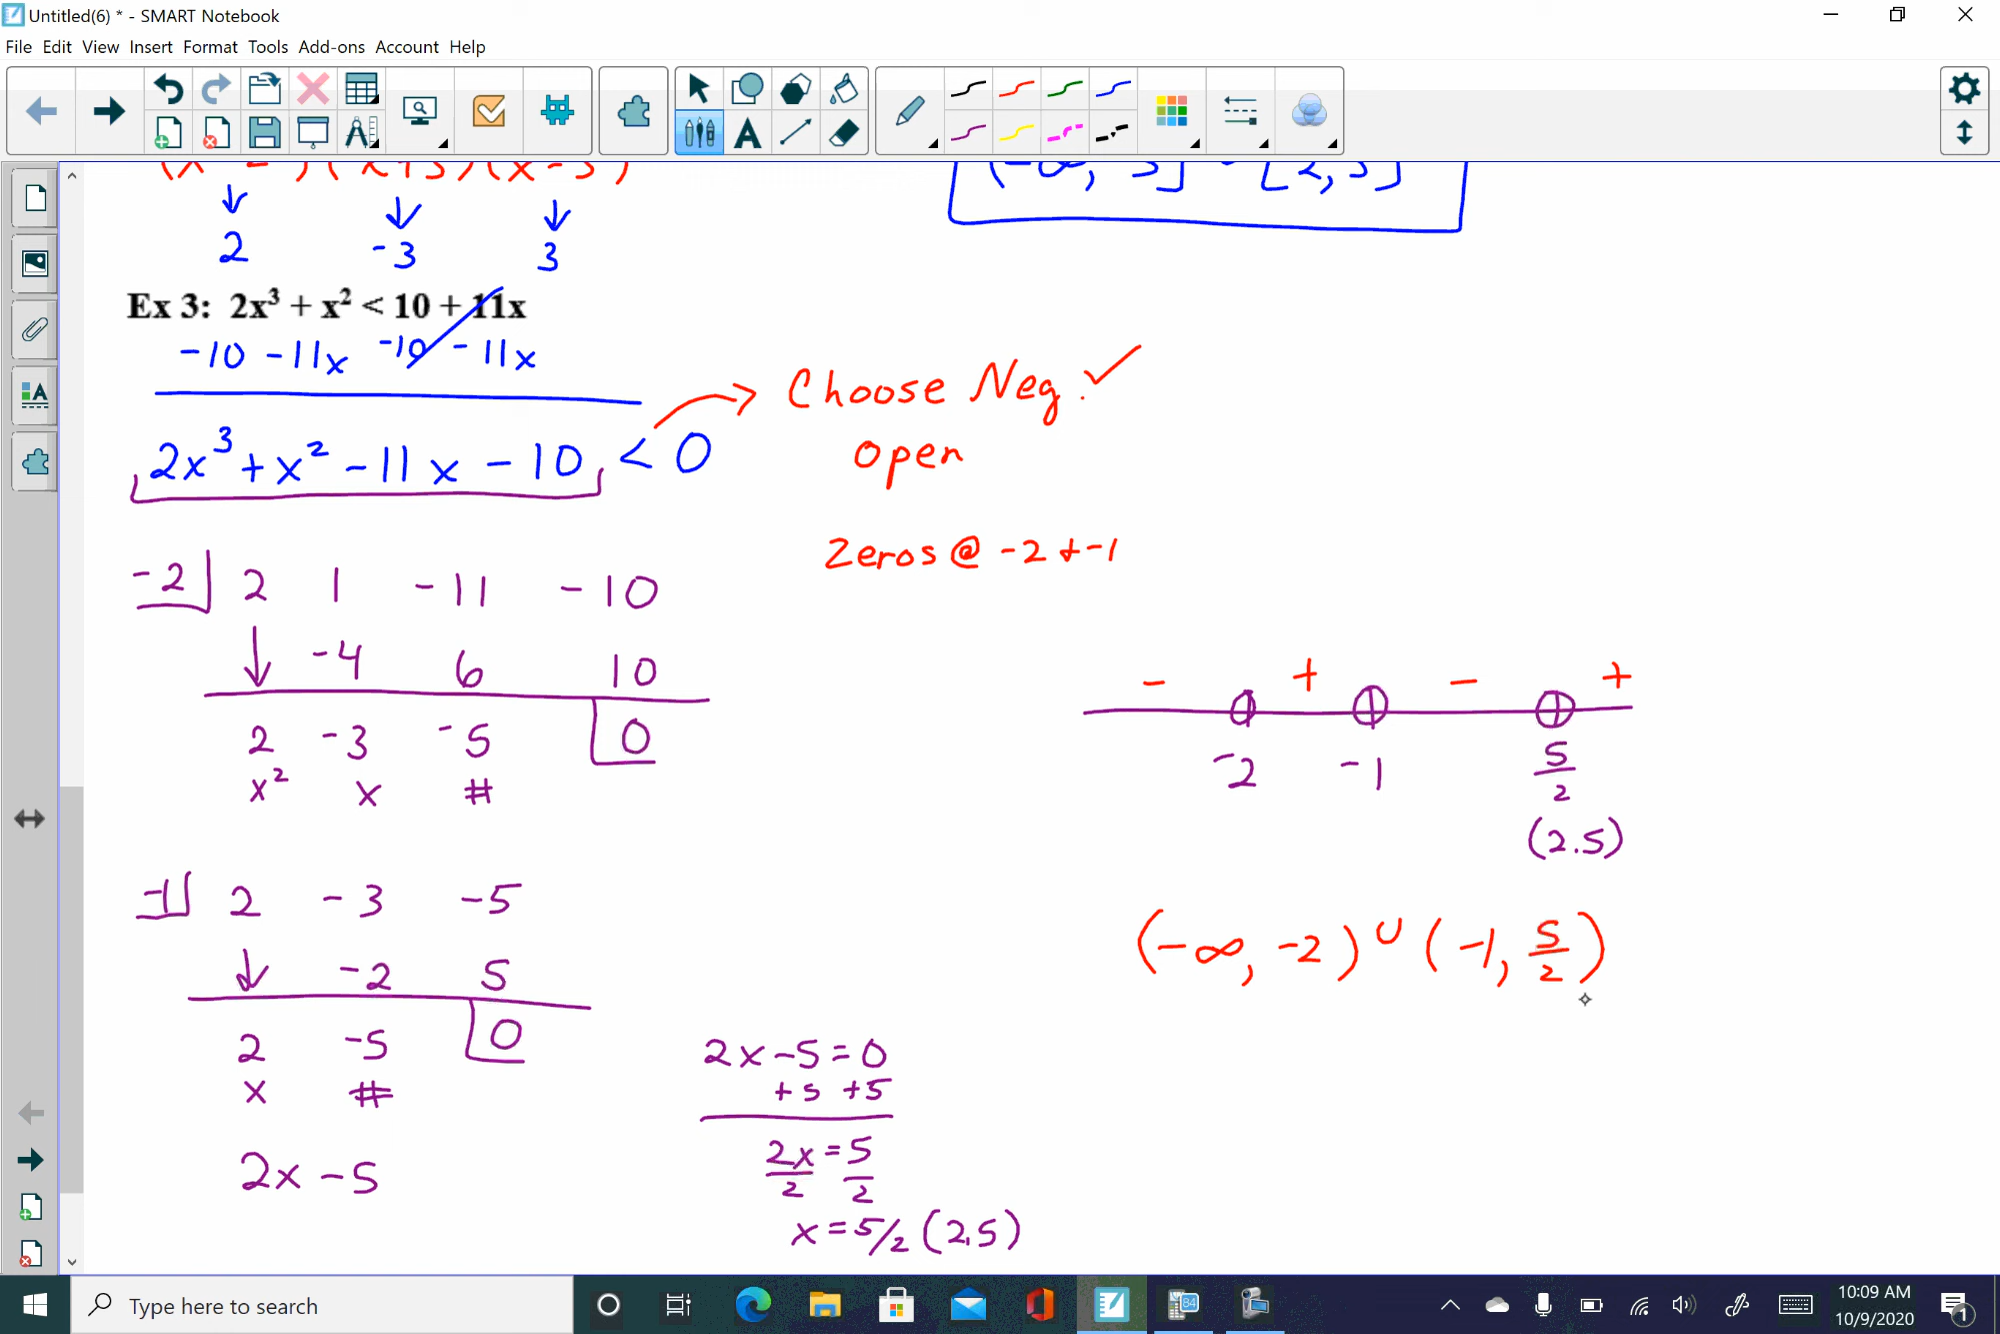 Untitled(6) * - SMART Notebook
File Edit View Insert Format Tools Add-ons Account Help
2 -3 3
Ex 3: 2x³ + x² < 10 + 11x
-10 -11x -10 -11x
2x³ + x² - 11x - 10 < 0
Choose Neg. ✓
open
Zeros @ -2 + -1
-2 2 1 -11 -10
↓ -4 6 10
2 -3 -5 0
x² x #
-1 2 -3 -5
↓ -2 5
2 -5 0
x #
2x - 5
2x - 5 = 0
+5 +5
2x = 5
2 2
x = 5/2 (2.5)
- + - +
-2 -1 5/2
(2.5)
(-∞, -2) ∪ (-1, 5/2)
Type here to search
84
10:09 AM
10/9/2020
1